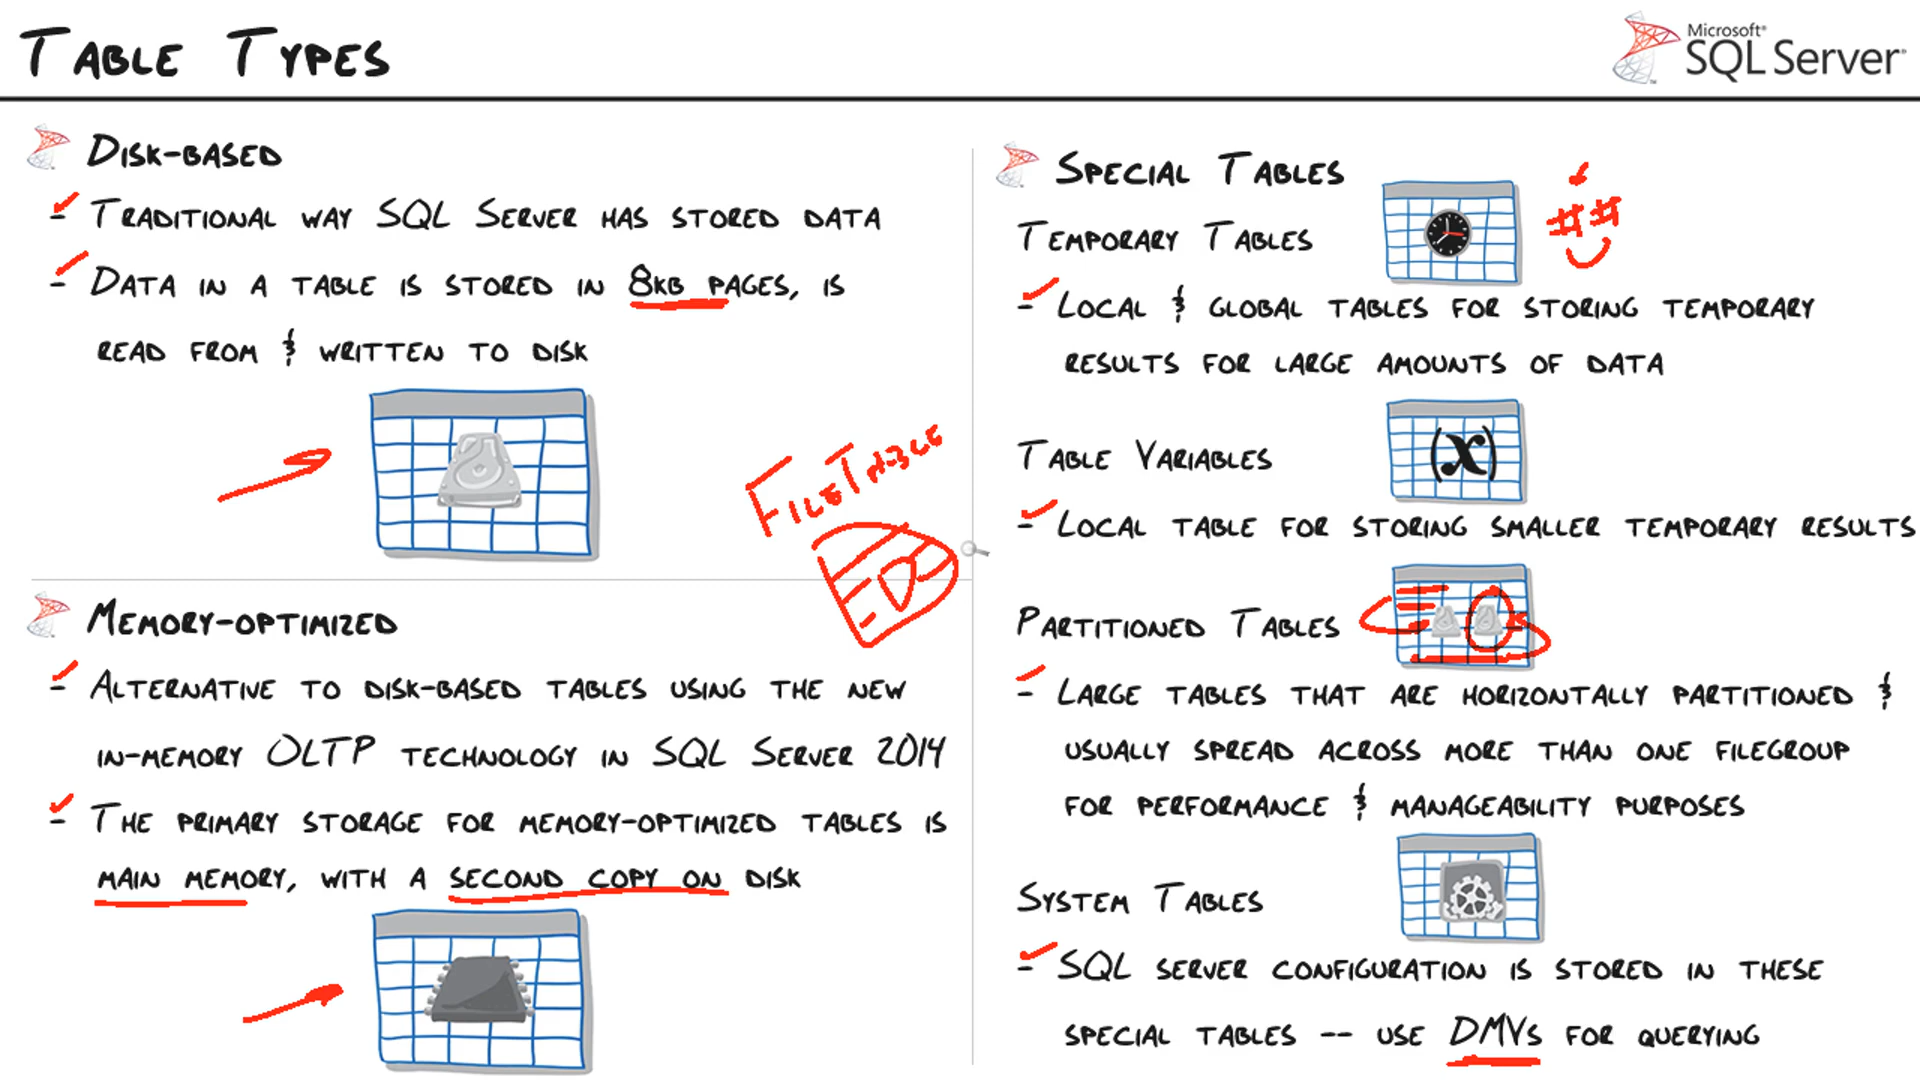 Table Types
Microsoft®
SQL Server®
Disk-based
- Traditional way SQL Server has stored data
- Data in a table is stored in 8kb pages, is
read from & written to disk
FileTable
Memory-optimized
- Alternative to disk-based tables using the new
in-memory OLTP technology in SQL Server 2014
- The primary storage for memory-optimized tables is
main memory, with a second copy on disk
Special Tables
##
Temporary Tables
- Local & global tables for storing temporary
results for large amounts of data
(x)
Table Variables
- Local table for storing smaller temporary results
Partitioned Tables
- Large tables that are horizontally partitioned &
usually spread across more than one filegroup
for performance & manageability purposes
System Tables
- SQL server configuration is stored in these
special tables -- use DMVs for querying